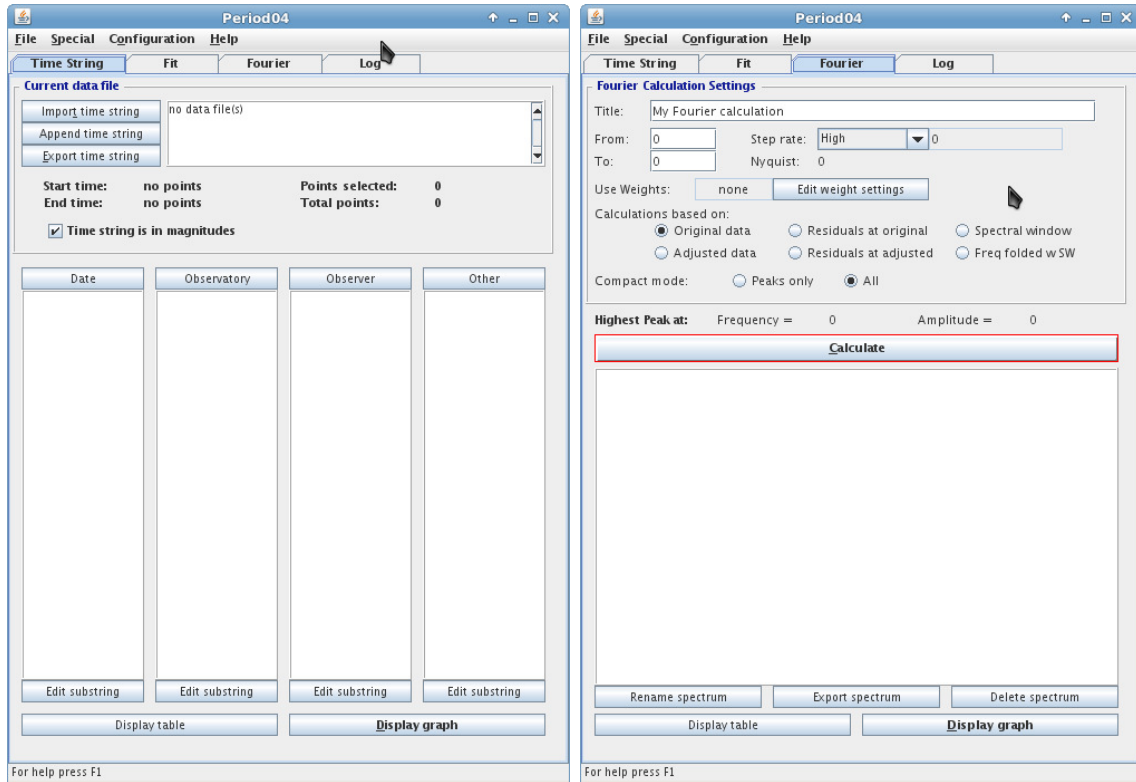 Period04
File Special Configuration Help
Time String Fit Fourier Log
Current data file
Import time string
Append time string
Export time string
no data file(s)
Start time: no points Points selected: 0
End time: no points Total points: 0
Time string is in magnitudes
Date Observatory Observer Other
Edit substring Edit substring Edit substring Edit substring
Display table Display graph
For help press F1
Period04
File Special Configuration Help
Time String Fit Fourier Log
Fourier Calculation Settings
Title: My Fourier calculation
From: 0 Step rate: High 0
To: 0 Nyquist: 0
Use Weights: none Edit weight settings
Calculations based on:
Original data Residuals at original Spectral window
Adjusted data Residuals at adjusted Freq folded w SW
Compact mode: Peaks only All
Highest Peak at: Frequency = 0 Amplitude = 0
Calculate
Rename spectrum Export spectrum Delete spectrum
Display table Display graph
For help press F1